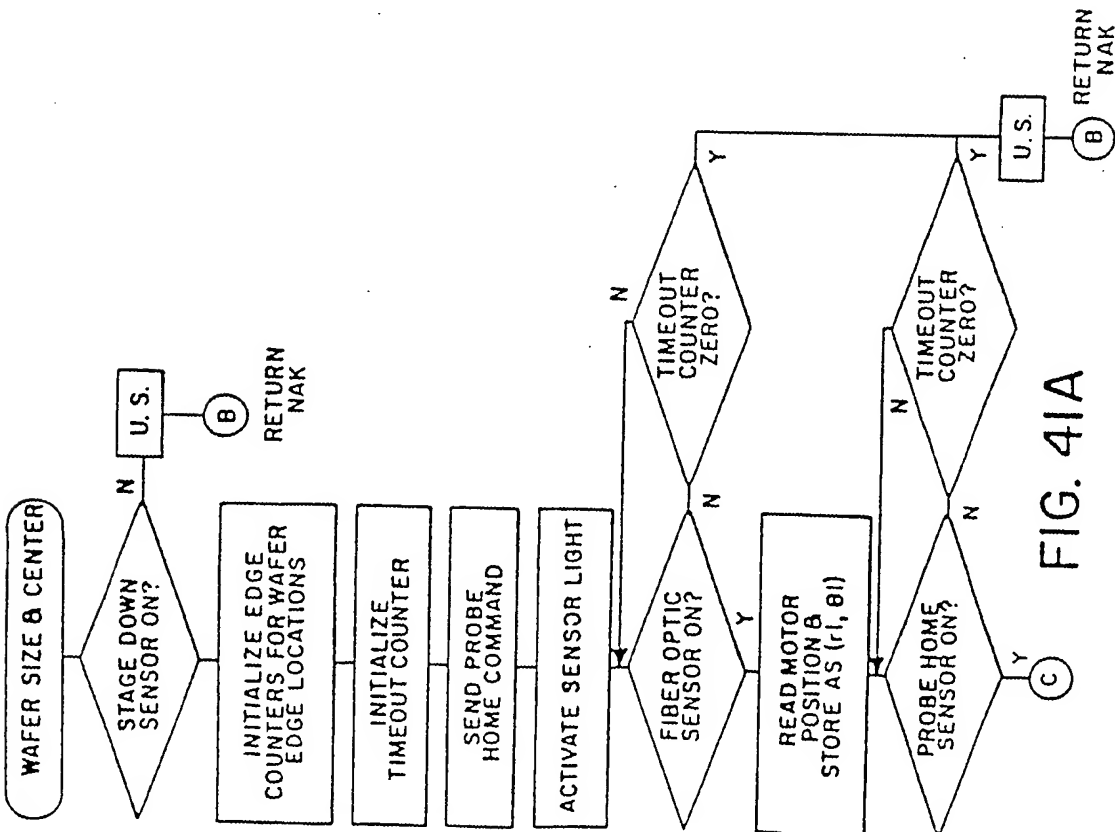 WAFER SIZE & CENTER
STAGE DOWN
SENSOR ON?
N
U. S.
B
RETURN
NAK
INITIALIZE EDGE
COUNTERS FOR WAFER
EDGE LOCATIONS
INITIALIZE
TIMEOUT COUNTER
SEND PROBE
HOME COMMAND
ACTIVATE SENSOR LIGHT
FIBER OPTIC
SENSOR ON?
N
Y
TIMEOUT
COUNTER
ZERO?
N
Y
READ MOTOR
POSITION &
STORE AS (r1, θ1)
PROBE HOME
SENSOR ON?
N
Y
C
TIMEOUT
COUNTER
ZERO?
N
Y
U.S.
B
RETURN
NAK
FIG. 41A